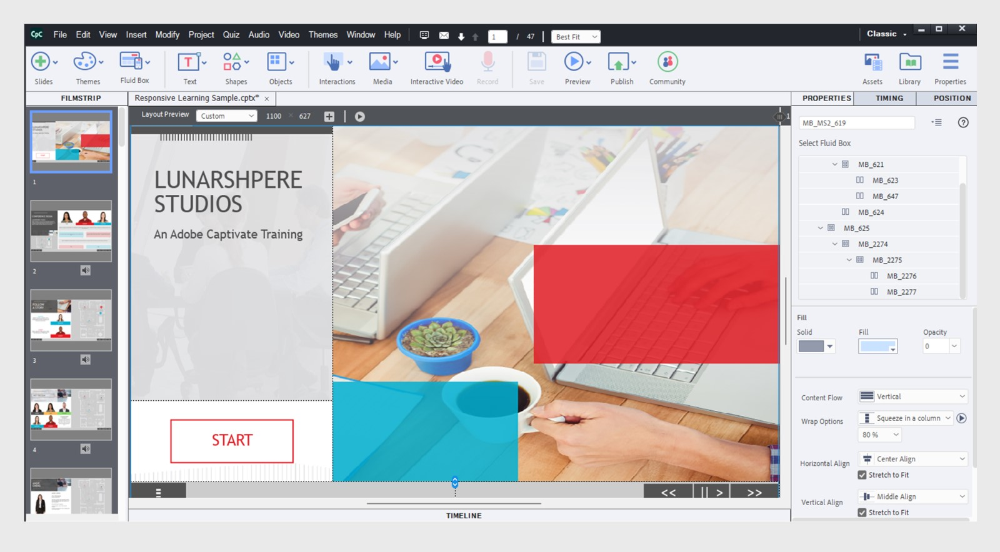 CpC File Edit View Insert Modify Project Quiz Audio Video Themes Window Help 1 / 47 Best Fit Classic
Slides Themes Fluid Box Text Shapes Objects Interactions Media Interactive Video Record Save Preview Publish Community Assets Library Properties
FILMSTRIP
Responsive Learning Sample.cptx* ×
PROPERTIES TIMING POSITION
Layout Preview Custom 1100 × 627
1
LUNARSHPERE
STUDIOS
An Adobe Captivate Training
START
<< || > >>
TIMELINE
1
2
3
4
MB_MS2_619
Select Fluid Box
MB_621
MB_623
MB_647
MB_624
MB_625
MB_2274
MB_2275
MB_2276
MB_2277
Fill
Solid Fill Opacity
0
Content Flow Vertical
Wrap Options Squeeze in a column
80 %
Horizontal Align Center Align
Stretch to Fit
Vertical Align Middle Align
Stretch to Fit